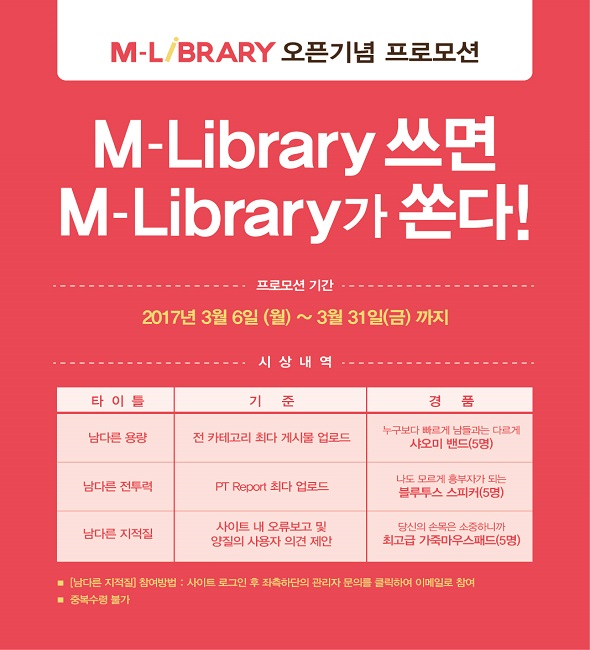 M-LiBRARY 오픈기념 프로모션
M-Library 쓰면
M-Library가 쏜다!
프로모션 기간
2017년 3월 6일 (월) ~ 3월 31일(금) 까지
시상내역
타이틀 기준 경품
남다른 용량 전 카테고리 최다 게시물 업로드 누구보다 빠르게 남들과는 다르게
샤오미 밴드(5명)
남다른 전투력 PT Report 최다 업로드 나도 모르게 흥부자가 되는
블루투스 스피커(5명)
남다른 지적질 사이트 내 오류보고 및 당신의 손목은 소중하니까
양질의 사용자 의견 제안 최고급 가죽마우스패드(5명)
■ [남다른 지적질] 참여방법 : 사이트 로그인 후 좌측하단의 관리자 문의를 클릭하여 이메일로 참여
■ 중복수령 불가